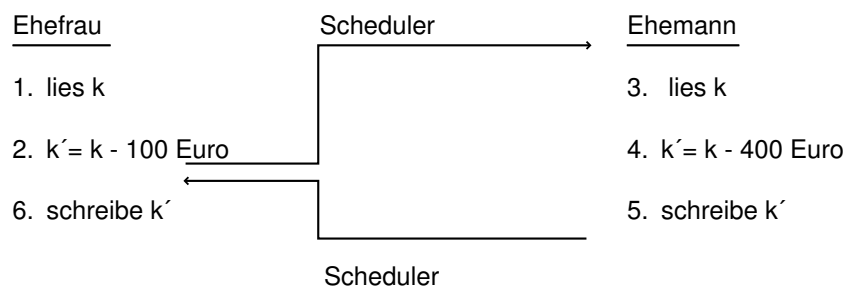 Ehefrau Scheduler Ehemann
1. lies k 3. lies k
2. k´= k - 100 Euro 4. k´= k - 400 Euro
6. schreibe k´ 5. schreibe k´
Scheduler